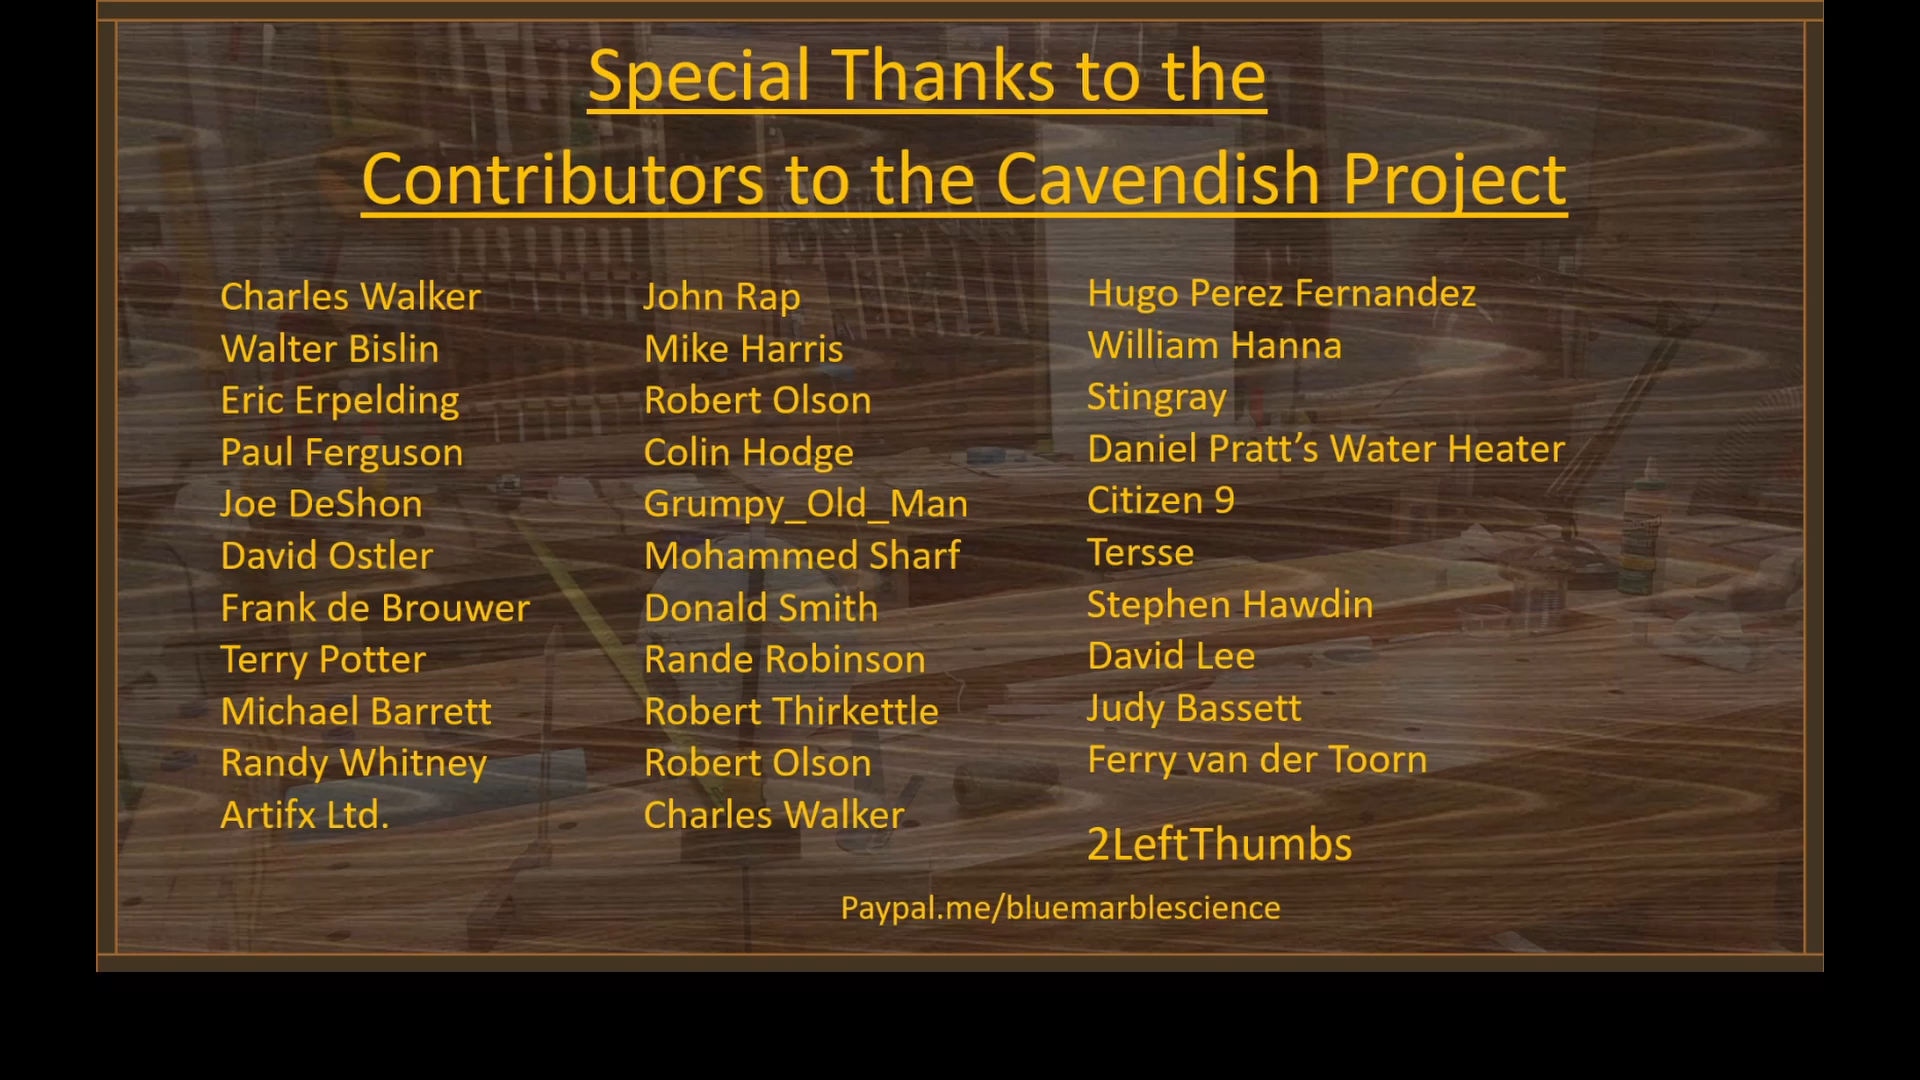 Special Thanks to the
Contributors to the Cavendish Project
Charles Walker
Walter Bislin
Eric Erpelding
Paul Ferguson
Joe DeShon
David Ostler
Frank de Brouwer
Terry Potter
Michael Barrett
Randy Whitney
Artifx Ltd.
John Rap
Mike Harris
Robert Olson
Colin Hodge
Grumpy_Old_Man
Mohammed Sharf
Donald Smith
Rande Robinson
Robert Thirkettle
Robert Olson
Charles Walker
Hugo Perez Fernandez
William Hanna
Stingray
Daniel Pratt’s Water Heater
Citizen 9
Tersse
Stephen Hawdin
David Lee
Judy Bassett
Ferry van der Toorn
2LeftThumbs
Paypal.me/bluemarblescience